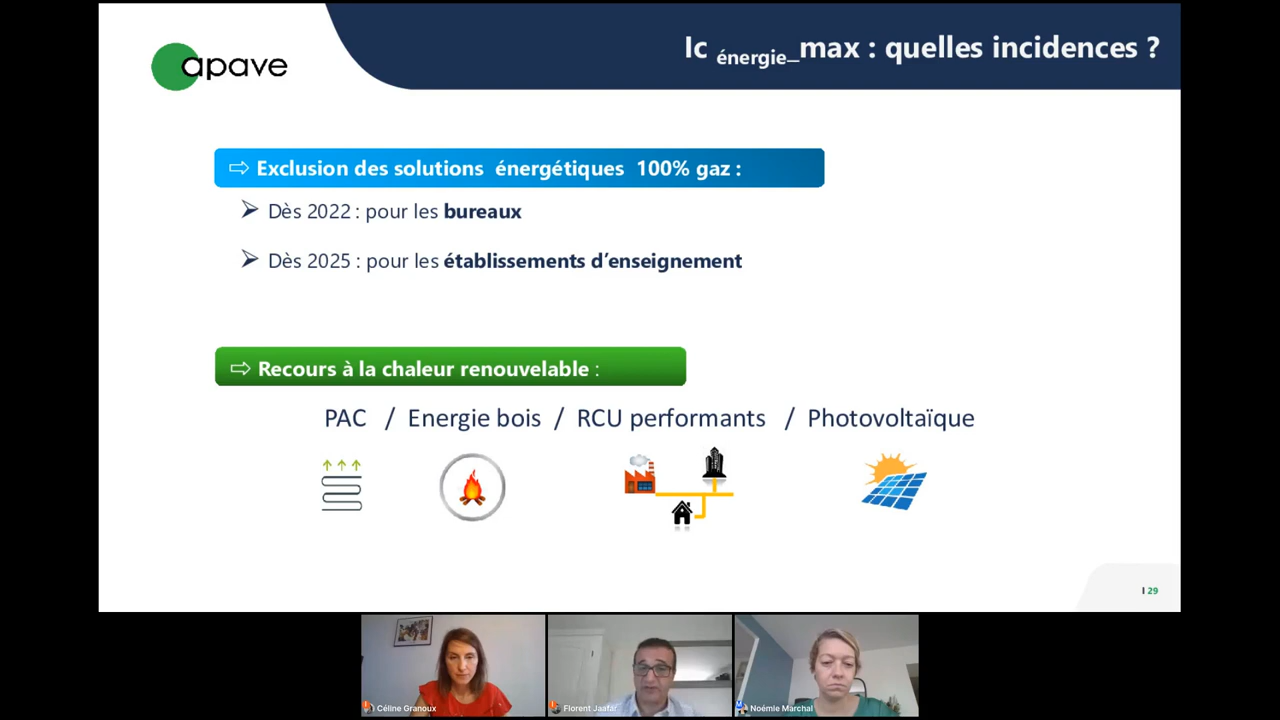 apave
Ic énergie_max : quelles incidences ?
⇨ Exclusion des solutions énergétiques 100% gaz :
➢ Dès 2022 : pour les bureaux
➢ Dès 2025 : pour les établissements d’enseignement
⇨ Recours à la chaleur renouvelable :
PAC / Energie bois / RCU performants / Photovoltaïque
I 29
Céline Granoux
Florent Jaafar
Noémie Marchal